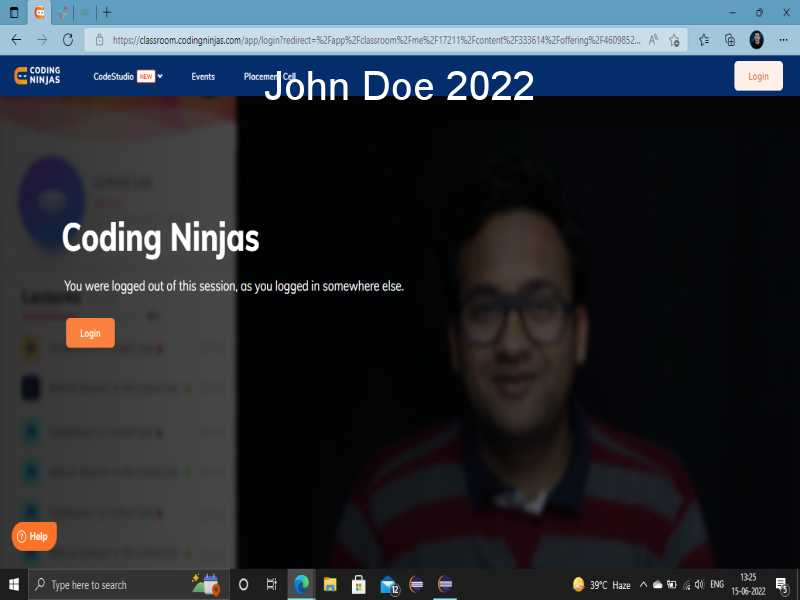 https://classroom.codingninjas.com/app/login?redirect=%2Fapp%2Fclassroom%2Fme%2F17211%2Fcontent%2F333614%2Foffering%2F4609852...
CODING NINJAS
CodeStudio NEW Events Placement Cell Login
John Doe 2022
Coding Ninjas
You were logged out of this session, as you logged in somewhere else.
Lectures
Login
Help
Type here to search
12
39°C Haze
ENG
13:25
15-06-2022
5